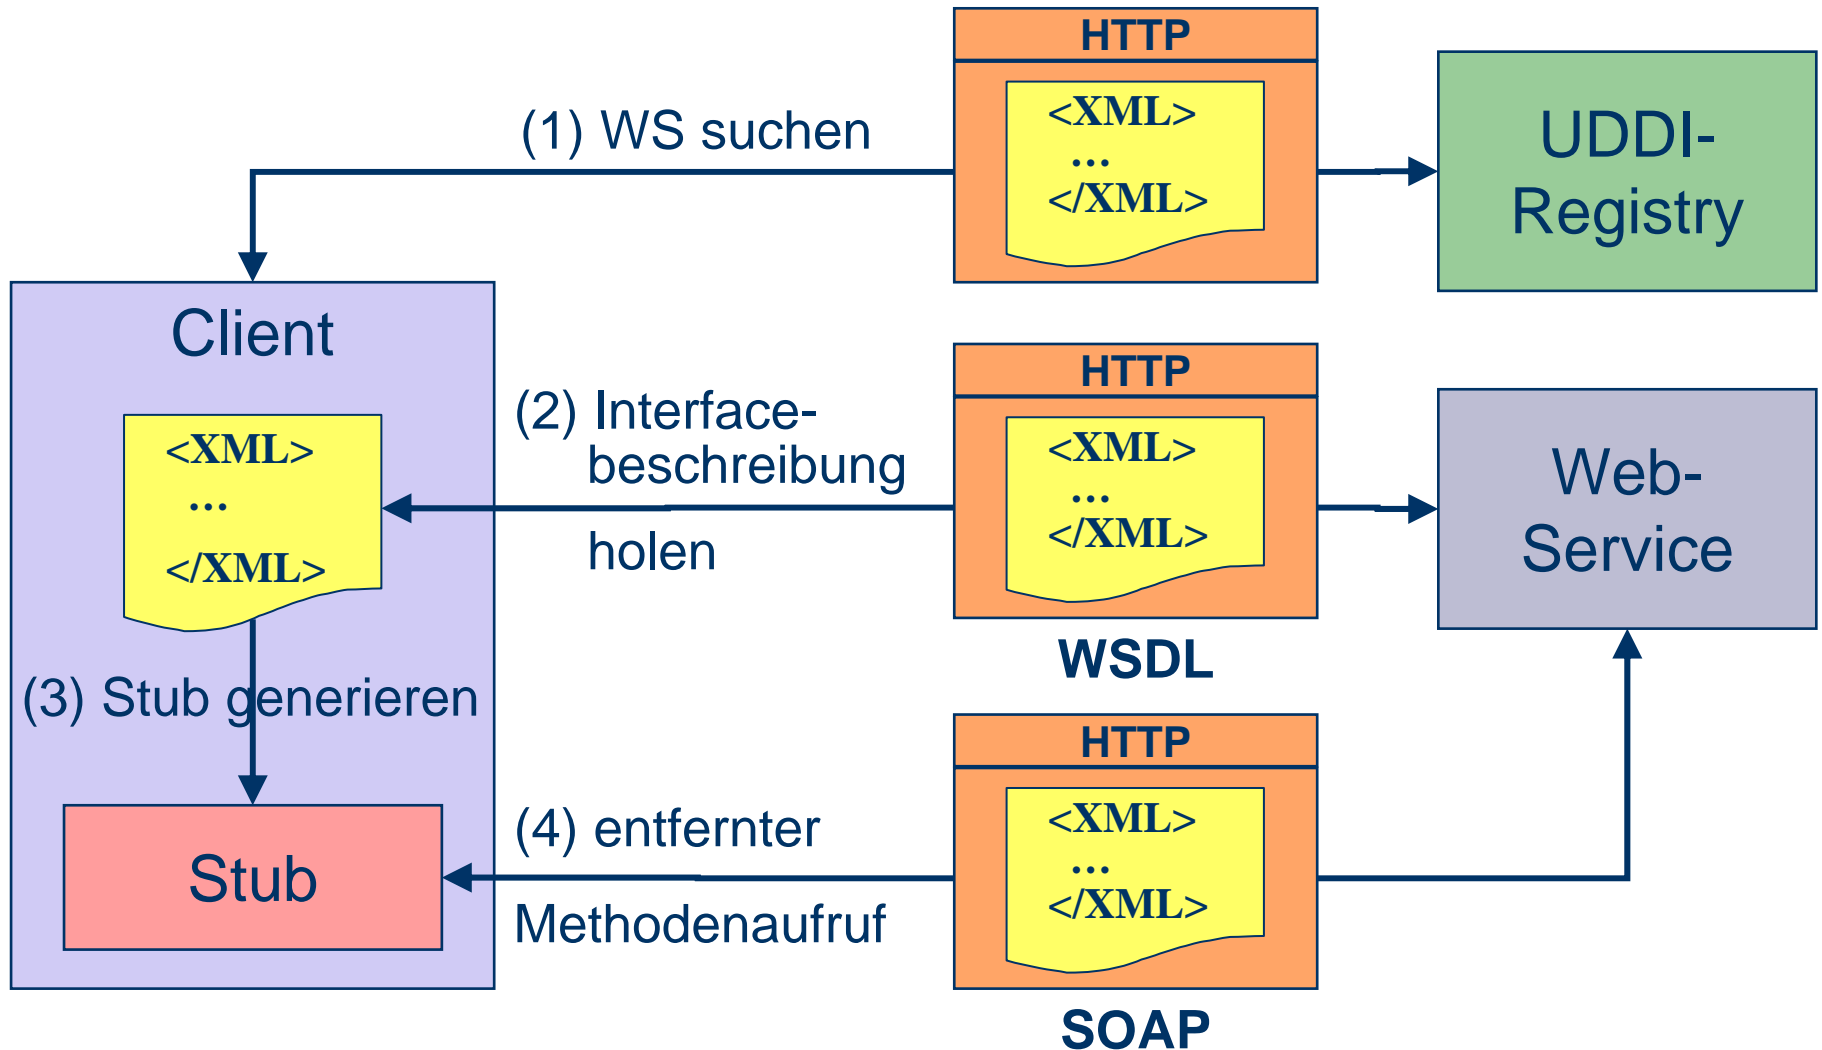 HTTP
<XML>
...
</XML>
(1) WS suchen
UDDI-
Registry
Client
<XML>
...
</XML>
(2) Interface-
beschreibung
holen
HTTP
<XML>
...
</XML>
WSDL
Web-
Service
(3) Stub generieren
Stub
(4) entfernter
Methodenaufruf
HTTP
<XML>
...
</XML>
SOAP